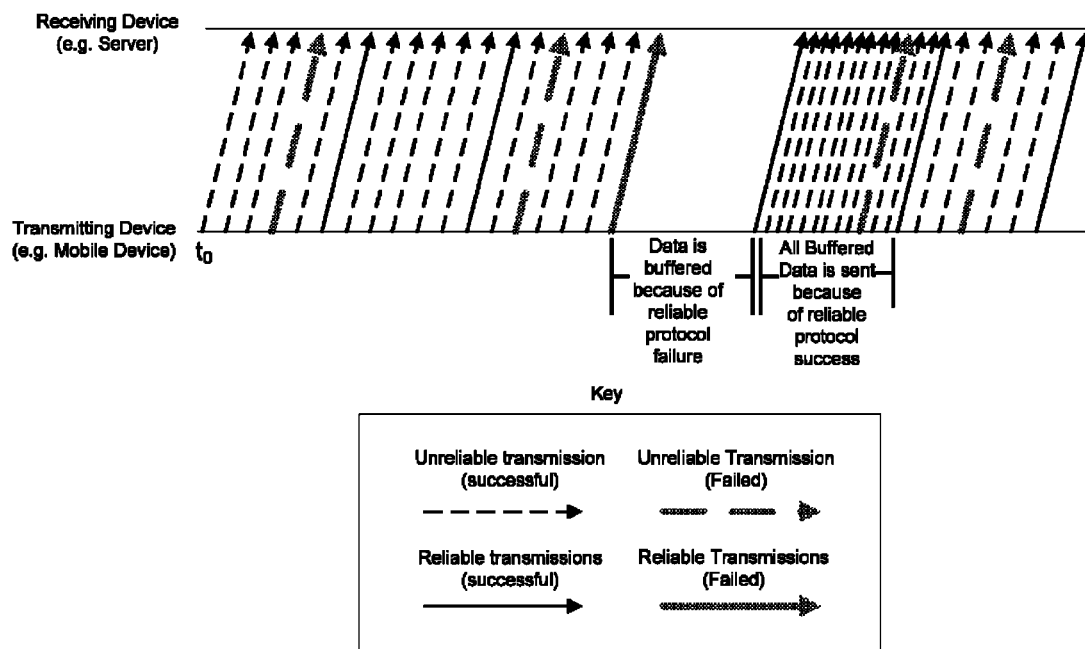 Receiving Device
(e.g. Server)
Transmitting Device
(e.g. Mobile Device)
t0
Data is
buffered
because of
reliable
protocol
failure
All Buffered
Data is sent
because
of reliable
protocol
success
Key
Unreliable transmission
(successful)
Unreliable Transmission
(Failed)
Reliable transmissions
(successful)
Reliable Transmissions
(Failed)